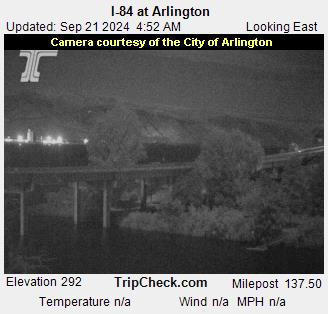 I-84 at Arlington
Updated: Sep 21 2024 4:52 AM Looking East
Camera courtesy of the City of Arlington
Elevation 292 TripCheck.com Milepost 137.50
Temperature n/a Wind n/a MPH n/a